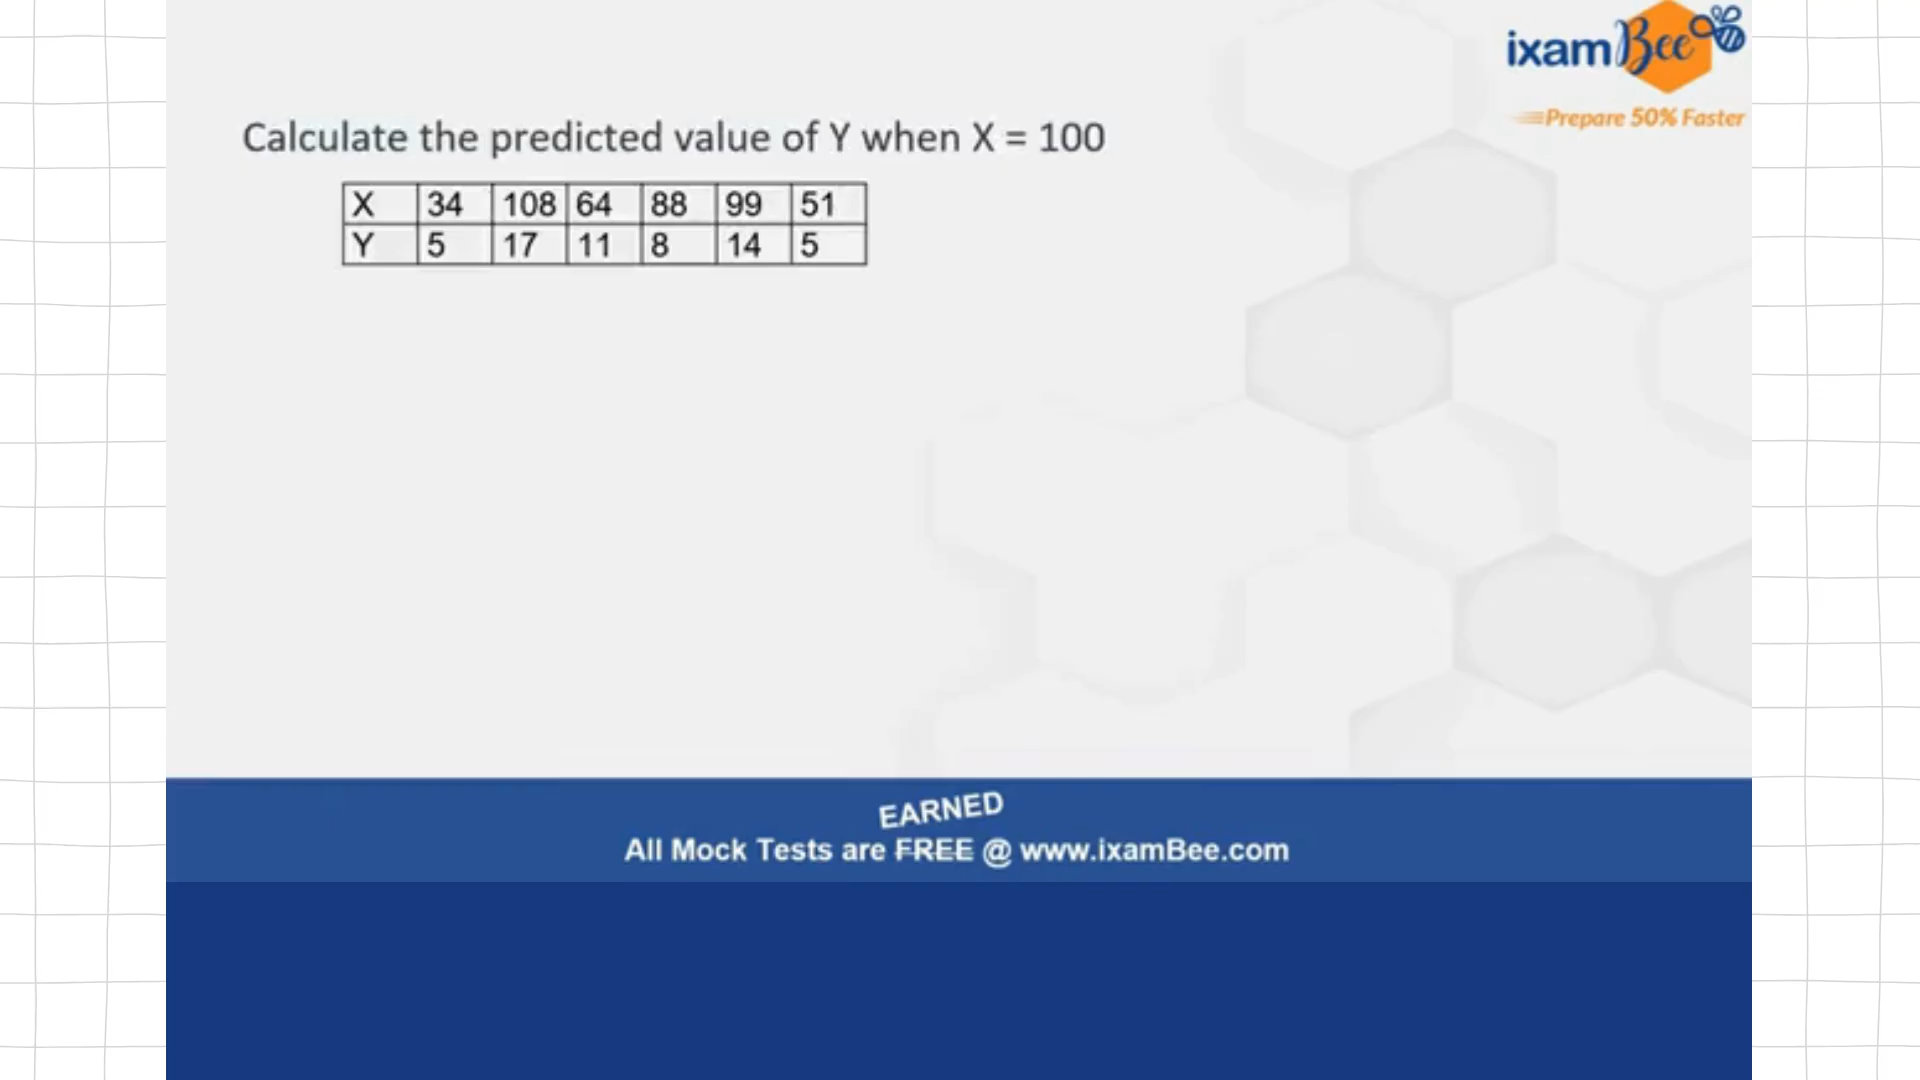 ixamBee
Prepare 50% Faster
Calculate the predicted value of Y when X = 100
X 34 108 64 88 99 51
Y 5 17 11 8 14 5
EARNED
All Mock Tests are FREE @ www.ixamBee.com